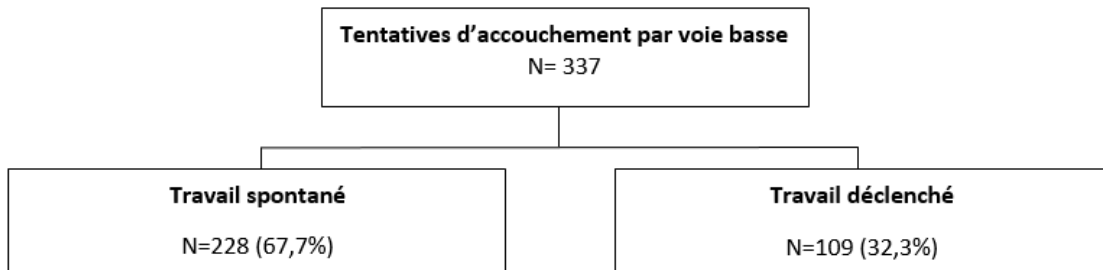 Tentatives d’accouchement par voie basse
N= 337
Travail spontané
N=228 (67,7%)
Travail déclenché
N=109 (32,3%)